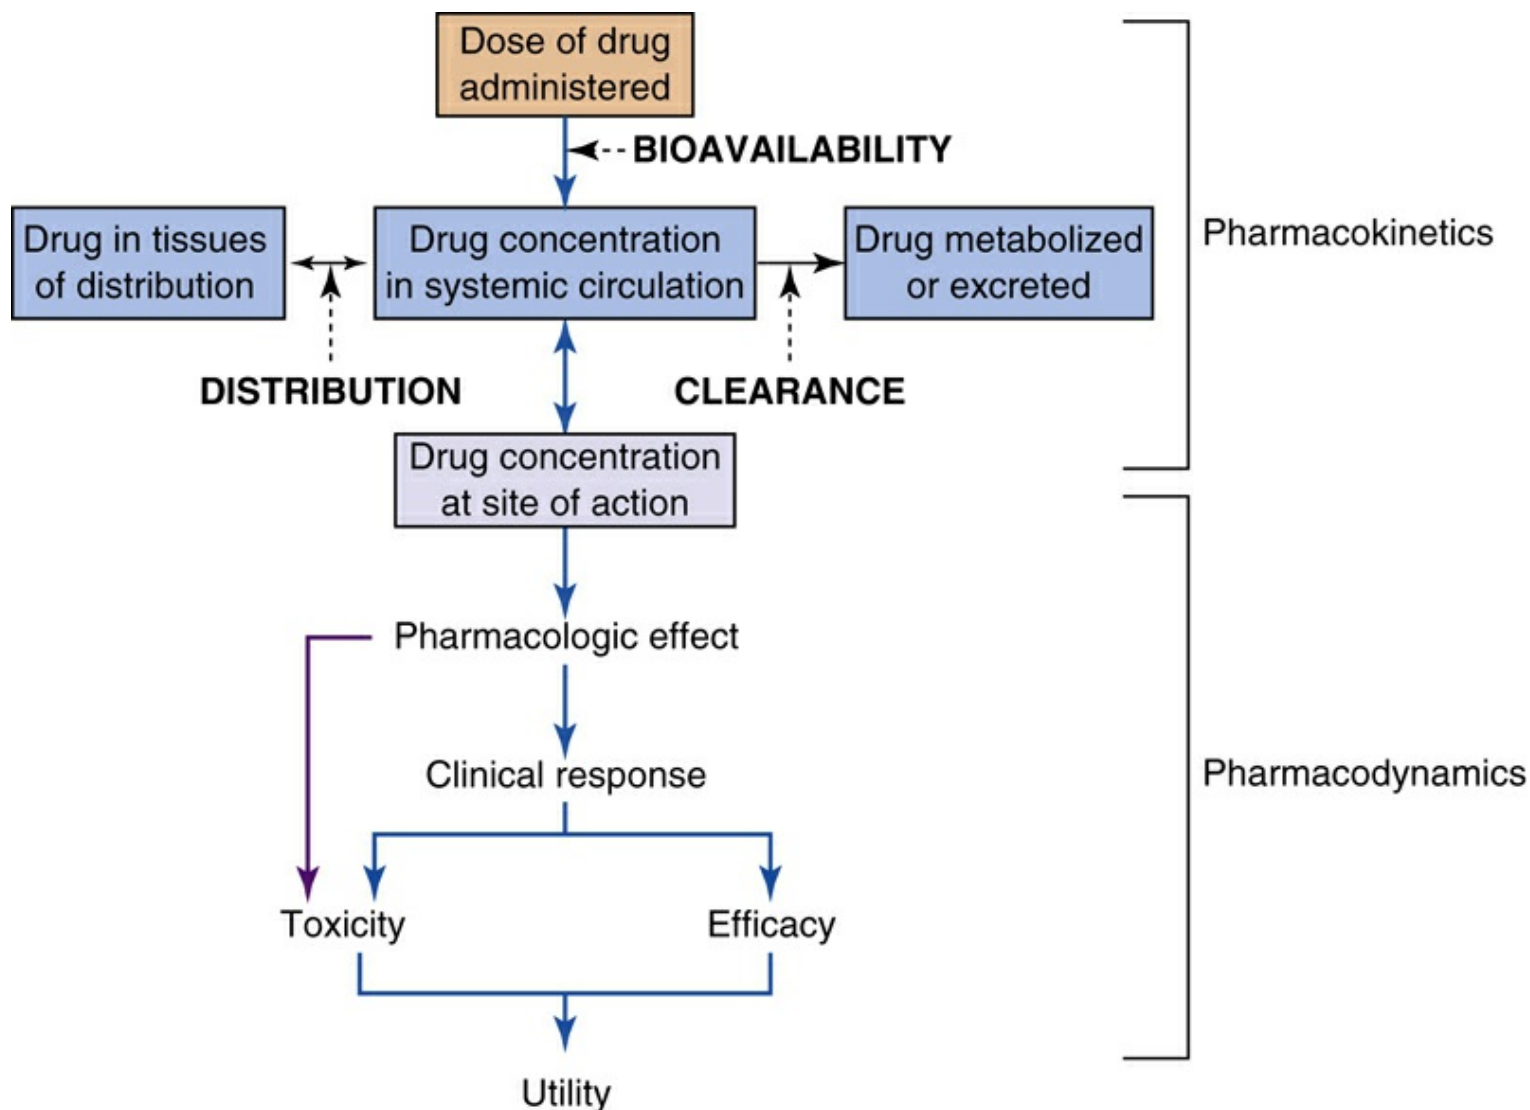 Dose of drug
administered
BIOAVAILABILITY
Drug in tissues
of distribution
Drug concentration
in systemic circulation
Drug metabolized
or excreted
Pharmacokinetics
DISTRIBUTION
CLEARANCE
Drug concentration
at site of action
Pharmacologic effect
Clinical response
Pharmacodynamics
Toxicity
Efficacy
Utility